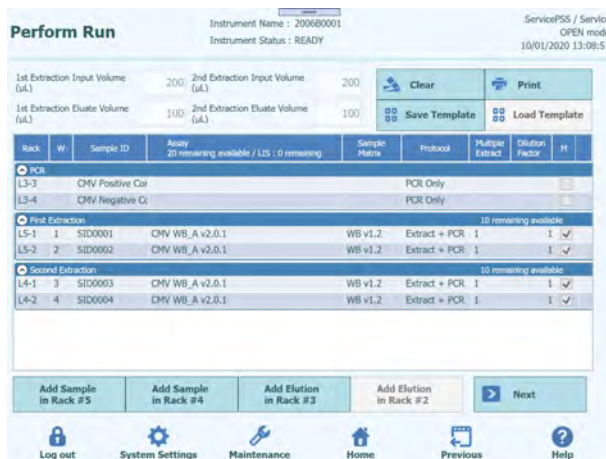 Perform Run
Instrument Name : 2006B0001
Instrument Status : READY
ServicePSS / Servic
OPEN mode
10/01/2020 13:08:5
1st Extraction Input Volume (uL) 200 2nd Extraction Input Volume (uL) 200
Clear Print
1st Extraction Eluate Volume (uL) 100 2nd Extraction Eluate Volume (uL) 100
Save Template Load Template
Rack W Sample ID Assay Sample Matrix Protocol Multiple Extract Dilution Factor M
20 remaining available / LIS : 0 remaining
PCR
L3-3 CMV Positive Cor PCR Only
L3-4 CMV Negative Cc PCR Only
First Extraction 10 remaining available
L5-1 1 SID0001 CMV WB_A v2.0.1 WB v1.2 Extract + PCR 1 1
L5-2 2 SID0002 CMV WB_A v2.0.1 WB v1.2 Extract + PCR 1 1
Second Extraction 10 remaining available
L4-1 3 SID0003 CMV WB_A v2.0.1 WB v1.2 Extract + PCR 1 1
L4-2 4 SID0004 CMV WB_A v2.0.1 WB v1.2 Extract + PCR 1 1
Add Sample in Rack #5 Add Sample in Rack #4 Add Elution in Rack #3 Add Elution in Rack #2 Next
Log out System Settings Maintenance Home Previous Help